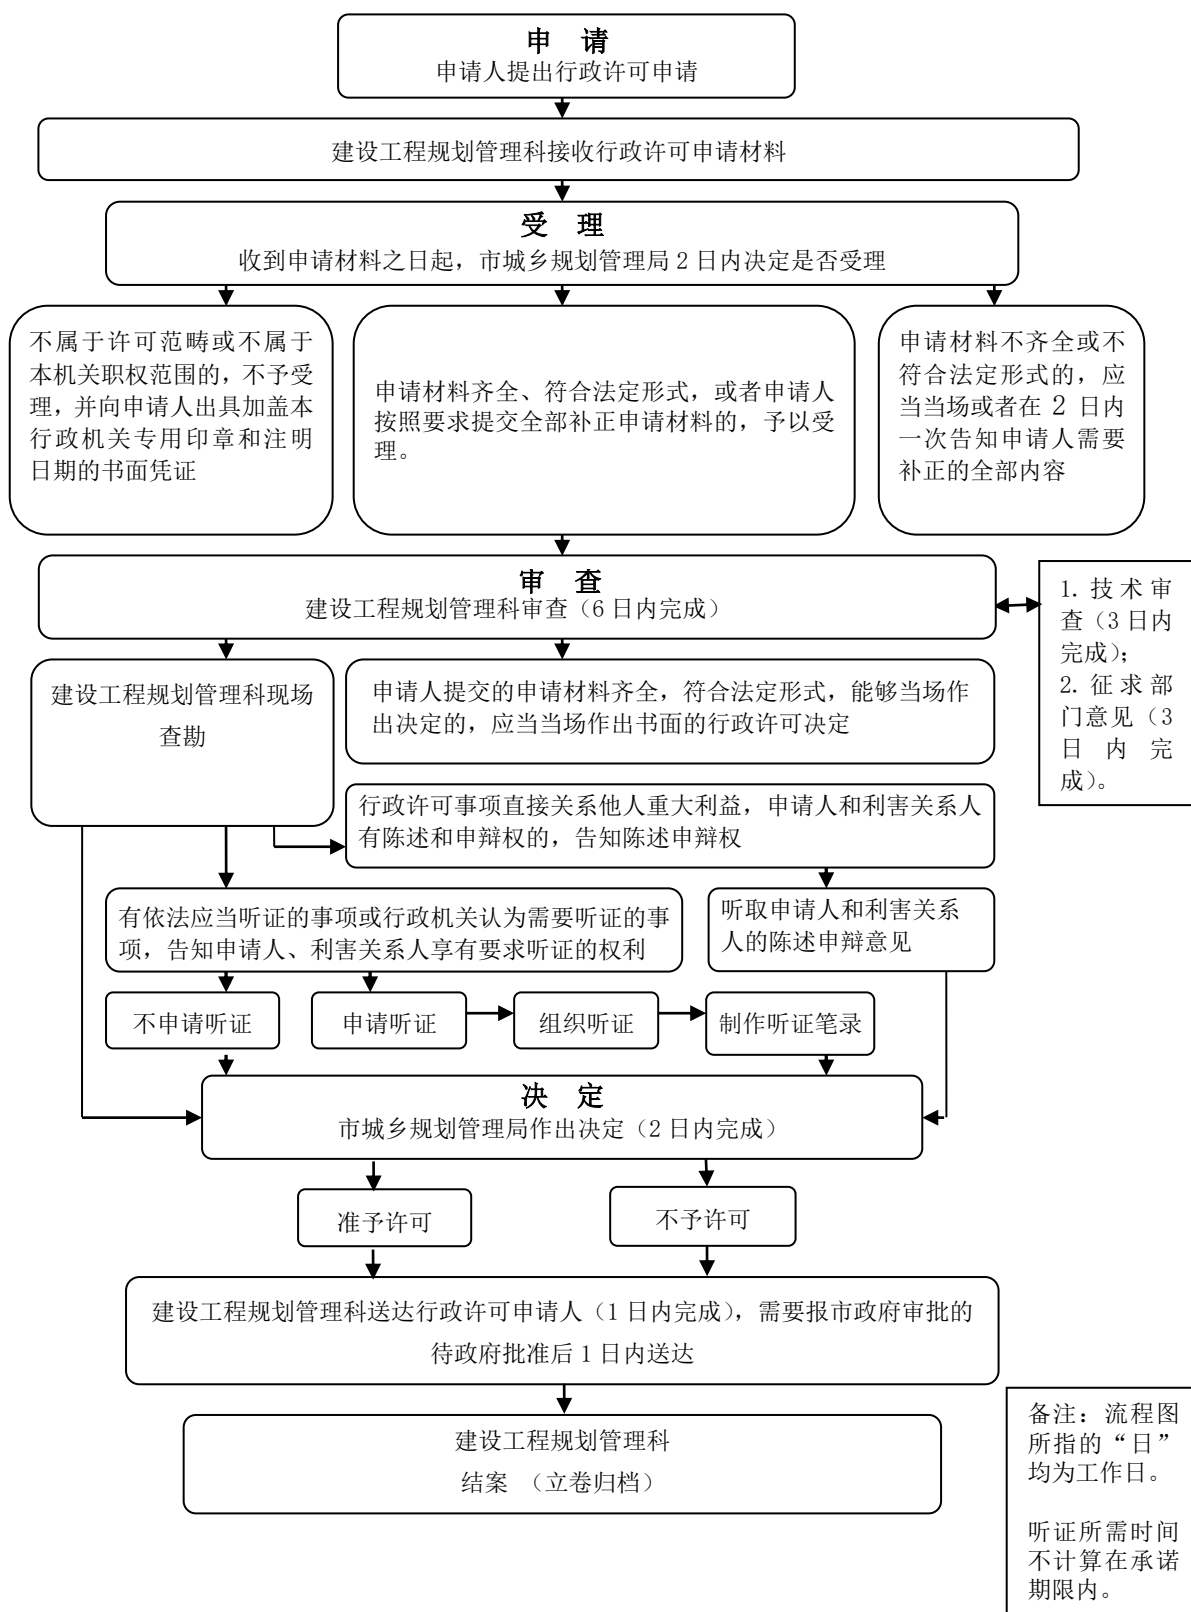 申 请
申请人提出行政许可申请
建设工程规划管理科接收行政许可申请材料
受 理
收到申请材料之日起，市城乡规划管理局 2 日内决定是否受理
不属于许可范畴或不属于
本机关职权范围的，不予受
理，并向申请人出具加盖本
行政机关专用印章和注明
日期的书面凭证
申请材料齐全、符合法定形式，或者申请人
按照要求提交全部补正申请材料的，予以受
理。
申请材料不齐全或不
符合法定形式的，应
当当场或者在 2 日内
一次告知申请人需要
补正的全部内容
审 查
建设工程规划管理科审查（6 日内完成）
1. 技术审
查（3 日内
完成）；
2. 征求部
门意见（3
日内完
成）。
建设工程规划管理科现场
查勘
申请人提交的申请材料齐全，符合法定形式，能够当场作
出决定的，应当当场作出书面的行政许可决定
行政许可事项直接关系他人重大利益，申请人和利害关系人
有陈述和申辩权的，告知陈述申辩权
有依法应当听证的事项或行政机关认为需要听证的事
项，告知申请人、利害关系人享有要求听证的权利
听取申请人和利害关系
人的陈述申辩意见
不申请听证
申请听证
组织听证
制作听证笔录
决 定
市城乡规划管理局作出决定（2 日内完成）
准予许可
不予许可
建设工程规划管理科送达行政许可申请人（1 日内完成），需要报市政府审批的
待政府批准后 1 日内送达
建设工程规划管理科
结案 （立卷归档）
备注：流程图
所指的“日”
均为工作日。
听证所需时间
不计算在承诺
期限内。